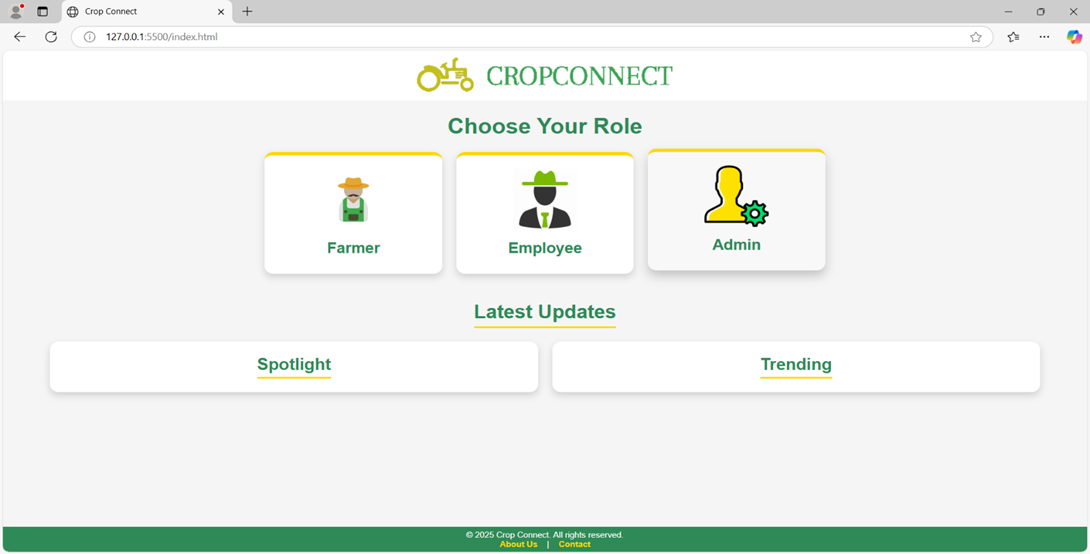 Crop Connect
127.0.0.1:5500/index.html
CROPCONNECT
Choose Your Role
Farmer
Employee
Admin
Latest Updates
Spotlight
Trending
© 2025 Crop Connect. All rights reserved.
About Us | Contact